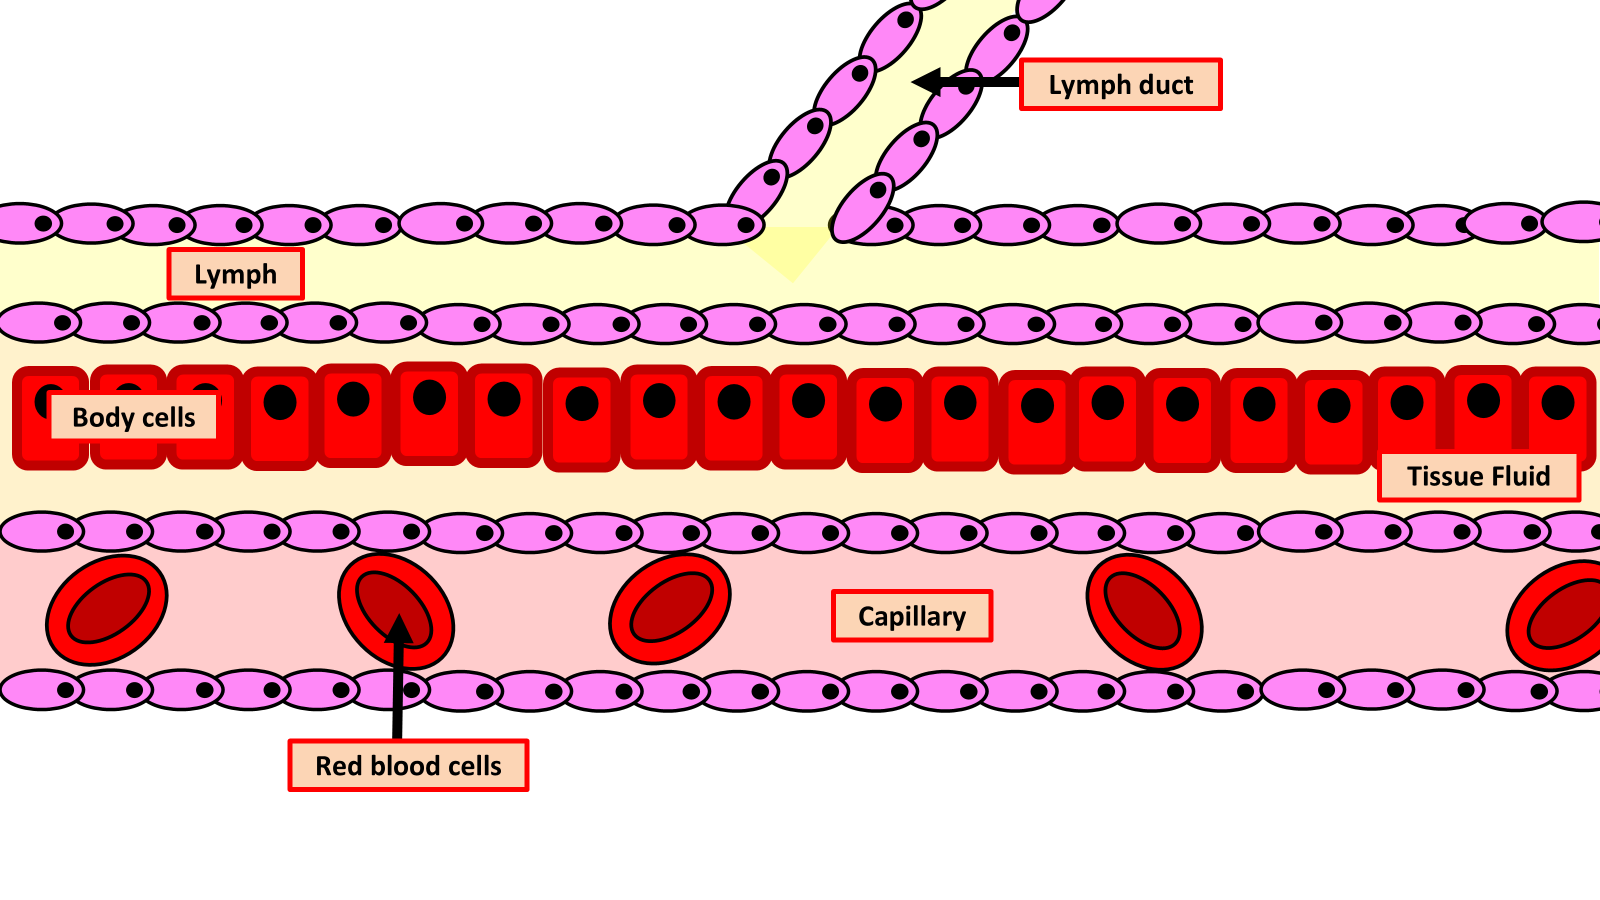 Lymph duct
Lymph
Body cells
Tissue Fluid
Capillary
Red blood cells